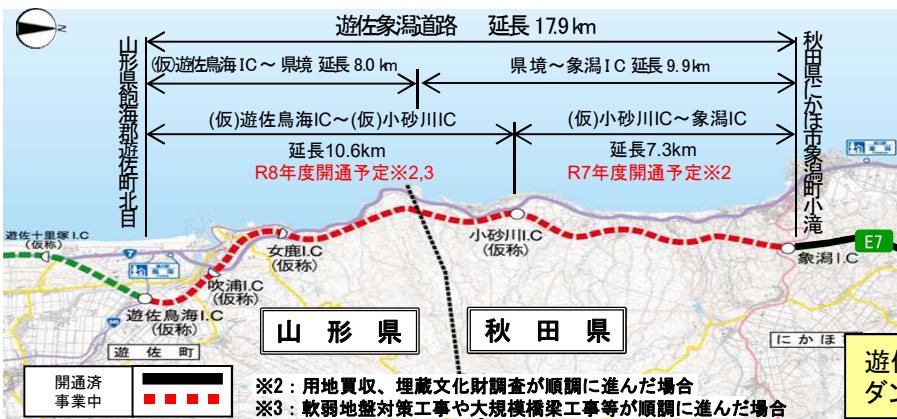 遊佐象潟道路 延長 17.9km
(仮)遊佐鳥海IC～県境 延長 8.0 km
県境～象潟IC 延長 9.9km
(仮)遊佐鳥海IC～(仮)小砂川IC
延長10.6km
R8年度開通予定※2,3
(仮)小砂川IC～象潟IC
延長7.3km
R7年度開通予定※2
山形県飽海郡遊佐町北目
秋田県にかほ市象潟町小滝
遊佐十里塚I.C
(仮称)
7
遊佐鳥海I.C
(仮称)
吹浦I.C
(仮称)
女鹿I.C
(仮称)
小砂川I.C
(仮称)
象潟I.C
E7
遊佐町
山形県
秋田県
にかほ
開通済
事業中
※2：用地買収、埋蔵文化財調査が順調に進んだ場合
※3：軟弱地盤対策工事や大規模橋梁工事等が順調に進んだ場合
遊佐
ダン